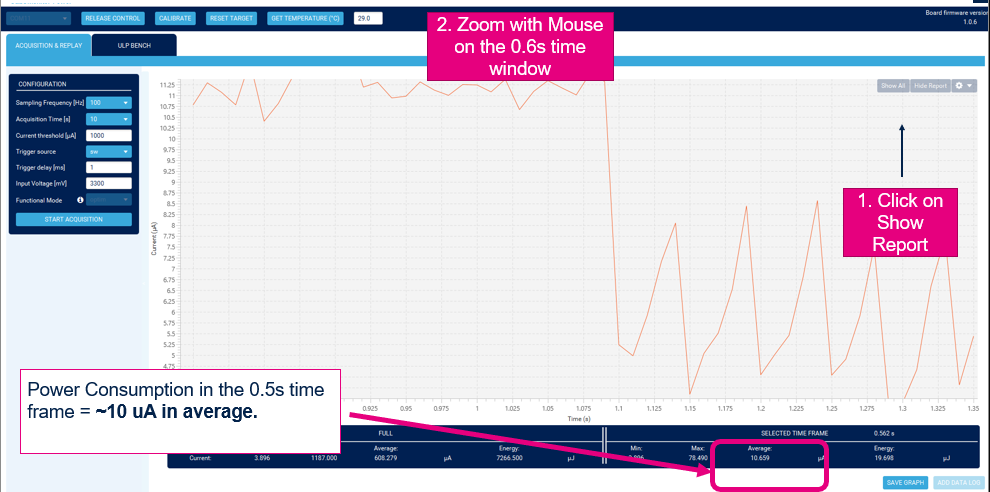 RELEASE CONTROL
CALIBRATE
RESET TARGET
GET TEMPERATURE (°C)
29.0
Board firmware version
1.0.6
ACQUISITION & REPLAY
ULP BENCH
2. Zoom with Mouse
on the 0.6s time
window
CONFIGURATION
Sampling Frequency [Hz] 100
Acquisition Time [s] 10
Current threshold [µA] 1000
Trigger source sw
Trigger delay [ms] 1
Input Voltage [mV] 3300
Functional Mode
START ACQUISITION
Show All
Hide Report
1. Click on
Show
Report
Current (µA)
11.25
11
10.75
10.5
10.25
10
9.75
9.5
9.25
9
8.75
8.5
8.25
8
7.75
7.5
7.25
7
6.75
6.5
6.25
6
5.75
5.5
5.25
5
4.75
0.925 0.95 0.975 1 1.025 1.05 1.075 1.1 1.125 1.15 1.175 1.2 1.225 1.25 1.275 1.3 1.325 1.35
Time (s)
Power Consumption in the 0.5s time
frame = ~10 uA in average.
FULL
SELECTED TIME FRAME 0.562 s
Average: Energy: Min: Max: Average: Energy:
Current: 3.896 1187.000 608.279 µA 7266.500 µJ 78.490 10.659 µA 19.698 µJ
SAVE GRAPH
ADD DATA LOG